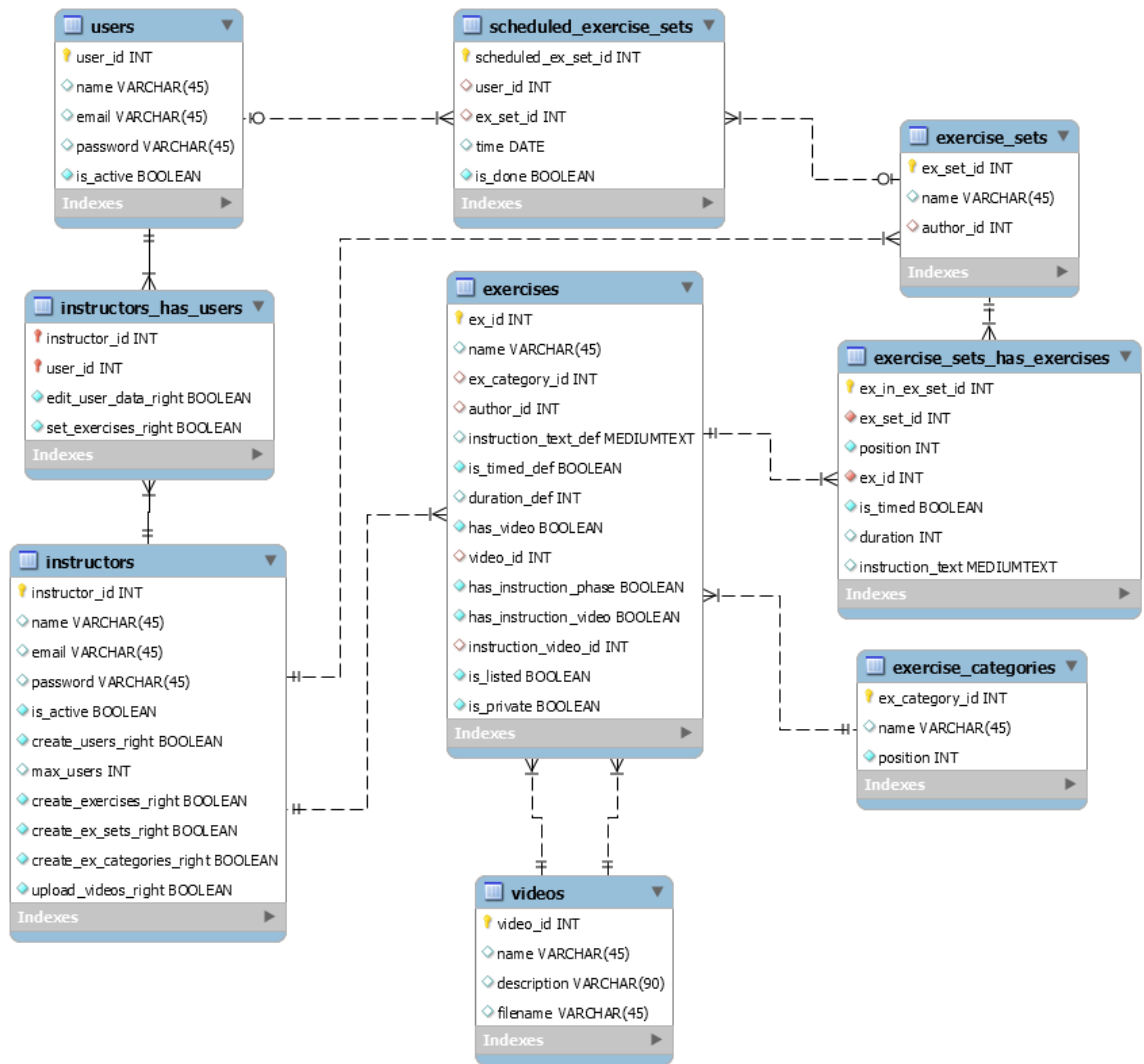 users
user_id INT
name VARCHAR(45)
email VARCHAR(45)
password VARCHAR(45)
is_active BOOLEAN
Indexes
scheduled_exercise_sets
scheduled_ex_set_id INT
user_id INT
ex_set_id INT
time DATE
is_done BOOLEAN
Indexes
exercise_sets
ex_set_id INT
name VARCHAR(45)
author_id INT
Indexes
instructors_has_users
instructor_id INT
user_id INT
edit_user_data_right BOOLEAN
set_exercises_right BOOLEAN
Indexes
exercises
ex_id INT
name VARCHAR(45)
ex_category_id INT
author_id INT
instruction_text_def MEDIUMTEXT
is_timed_def BOOLEAN
duration_def INT
has_video BOOLEAN
video_id INT
has_instruction_phase BOOLEAN
has_instruction_video BOOLEAN
instruction_video_id INT
is_listed BOOLEAN
is_private BOOLEAN
Indexes
exercise_sets_has_exercises
ex_in_ex_set_id INT
ex_set_id INT
position INT
ex_id INT
is_timed BOOLEAN
duration INT
instruction_text MEDIUMTEXT
Indexes
instructors
instructor_id INT
name VARCHAR(45)
email VARCHAR(45)
password VARCHAR(45)
is_active BOOLEAN
create_users_right BOOLEAN
max_users INT
create_exercises_right BOOLEAN
create_ex_sets_right BOOLEAN
create_ex_categories_right BOOLEAN
upload_videos_right BOOLEAN
Indexes
exercise_categories
ex_category_id INT
name VARCHAR(45)
position INT
Indexes
videos
video_id INT
name VARCHAR(45)
description VARCHAR(90)
filename VARCHAR(45)
Indexes